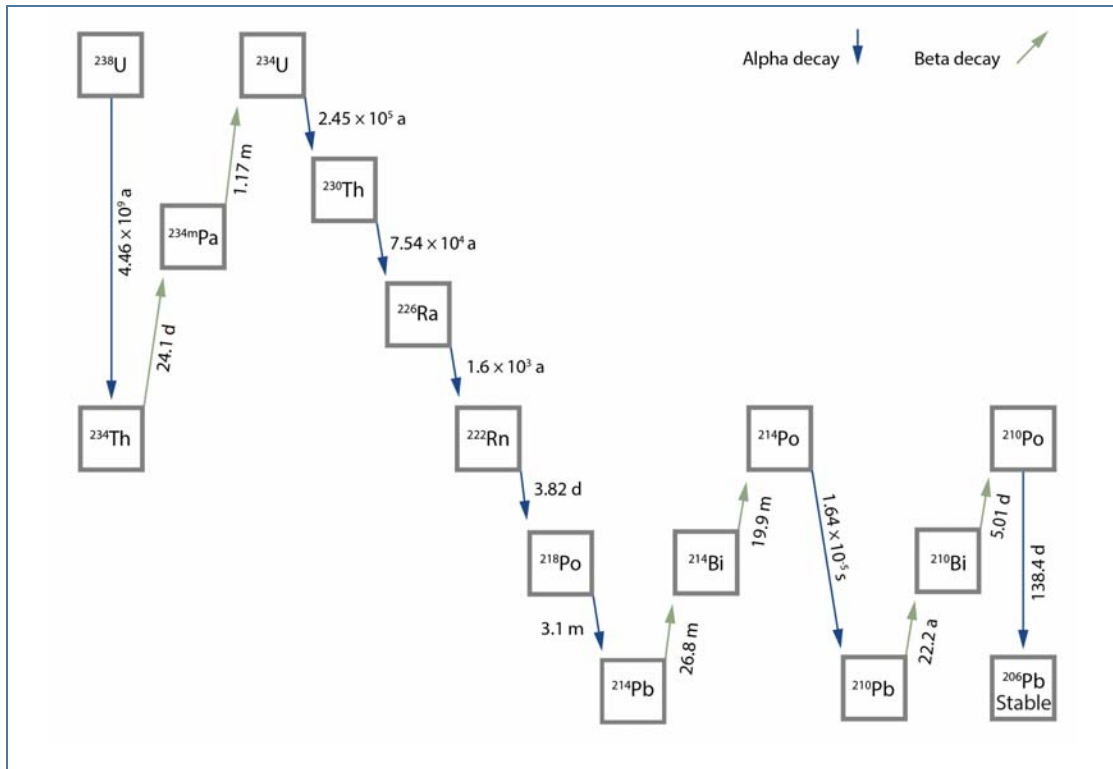 ²³⁸U
²³⁴U
Alpha decay
Beta decay
4.46 × 10⁹ a
1.17 m
2.45 × 10⁵ a
²³⁰Th
²³⁴ᵐPa
7.54 × 10⁴ a
24.1 d
²²⁶Ra
1.6 × 10³ a
²³⁴Th
²²²Rn
²¹⁴Po
²¹⁰Po
3.82 d
19.9 m
1.64 × 10⁻⁵ s
5.01 d
²¹⁸Po
²¹⁴Bi
²¹⁰Bi
138.4 d
3.1 m
26.8 m
22.2 a
²¹⁴Pb
²¹⁰Pb
²⁰⁶Pb
Stable